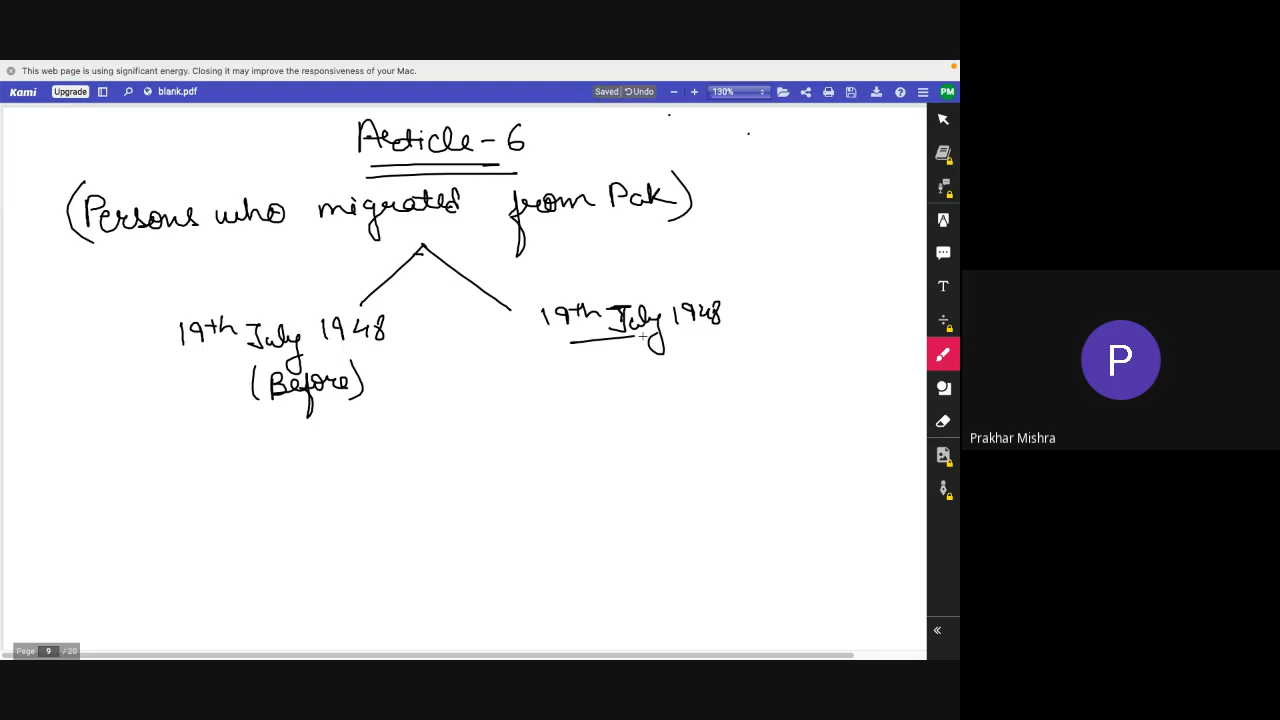 This web page is using significant energy. Closing it may improve the responsiveness of your Mac.
Kami Upgrade blank.pdf Saved Undo 130% PM
Article - 6
(Persons who migrated from Pak)
19th July 1948
(Before)
19th July 1948
T
P
Prakhar Mishra
Page 9 / 20